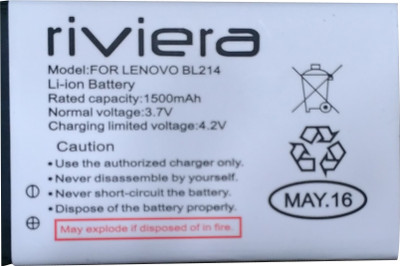 riviera
Model:FOR LENOVO BL214
Li-ion Battery
Rated capacity:1500mAh
Normal voltage:3.7V
Charging limited voltage:4.2V
Caution
•Use the authorized charger only.
•Never disassemble by yourself.
•Never short-circuit the battery.
•Dispose of the battery properly.
May explode if disposed of in fire.
MAY.16